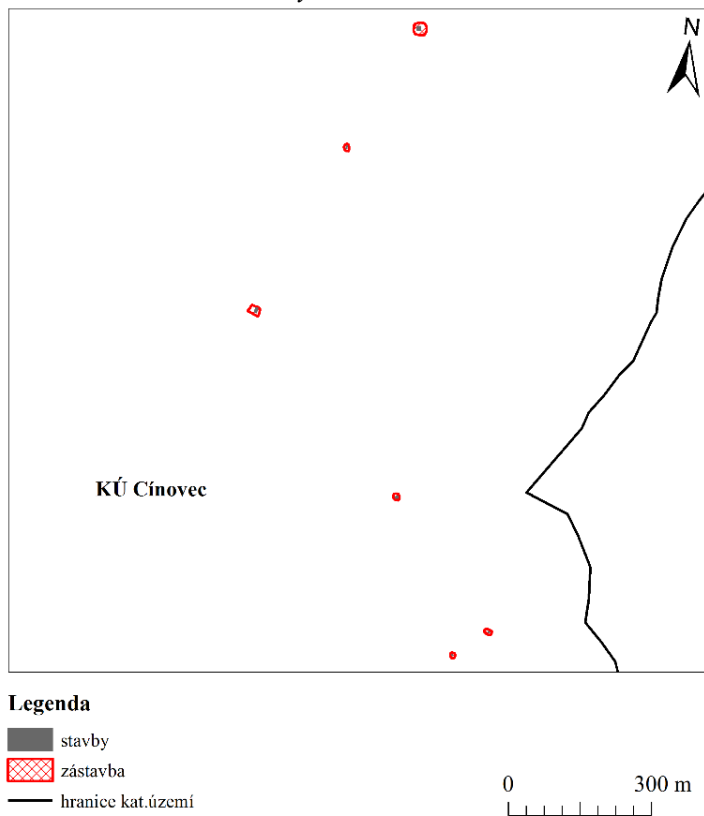 N
KÚ Cínovec
Legenda
stavby
zástavba
hranice kat.území
0 300 m